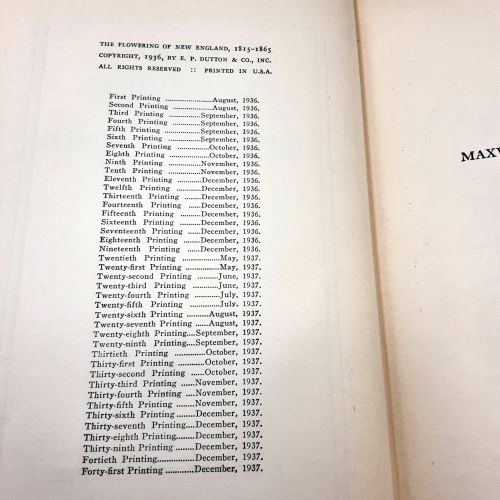 THE FLOWERING OF NEW ENGLAND, 1815-1865
COPYRIGHT, 1936, BY E. P. DUTTON & CO., INC.
ALL RIGHTS RESERVED :: PRINTED IN U.S.A.
First Printing ......................August, 1936.
Second Printing ....................August, 1936.
Third Printing ................September, 1936.
Fourth Printing ..............September, 1936.
Fifth Printing .................September, 1936.
Sixth Printing ................September, 1936.
Seventh Printing ................October, 1936.
Eighth Printing ...................October, 1936.
Ninth Printing ................November, 1936.
Tenth Printing ................November, 1936.
Eleventh Printing ...........December, 1936.
Twelfth Printing .............December, 1936.
Thirteenth Printing .........December, 1936.
Fourteenth Printing ......December, 1936.
Fifteenth Printing ..........December, 1936.
Sixteenth Printing ..........December, 1936.
Seventeenth Printing ......December, 1936.
Eighteenth Printing ........December, 1936.
Nineteenth Printing .......December, 1936.
Twentieth Printing ..................May, 1937.
Twenty-first Printing ..............May, 1937.
Twenty-second Printing .........June, 1937.
Twenty-third Printing ............June, 1937.
Twenty-fourth Printing ..........July, 1937.
Twenty-fifth Printing .............July, 1937.
Twenty-sixth Printing .........August, 1937.
Twenty-seventh Printing .....August, 1937.
Twenty-eighth Printing....September, 1937.
Twenty-ninth Printing....September, 1937.
Thirtieth Printing ..............October, 1937.
Thirty-first Printing ...........October, 1937.
Thirty-second Printing .....October, 1937.
Thirty-third Printing .....November, 1937.
Thirty-fourth Printing ....November, 1937.
Thirty-fifth Printing ........November, 1937.
Thirty-sixth Printing .......December, 1937.
Thirty-seventh Printing ....December, 1937.
Thirty-eighth Printing.......December, 1937.
Thirty-ninth Printing........December, 1937.
Fortieth Printing..............December, 1937.
Forty-first Printing ...........December, 1937.
MAXW